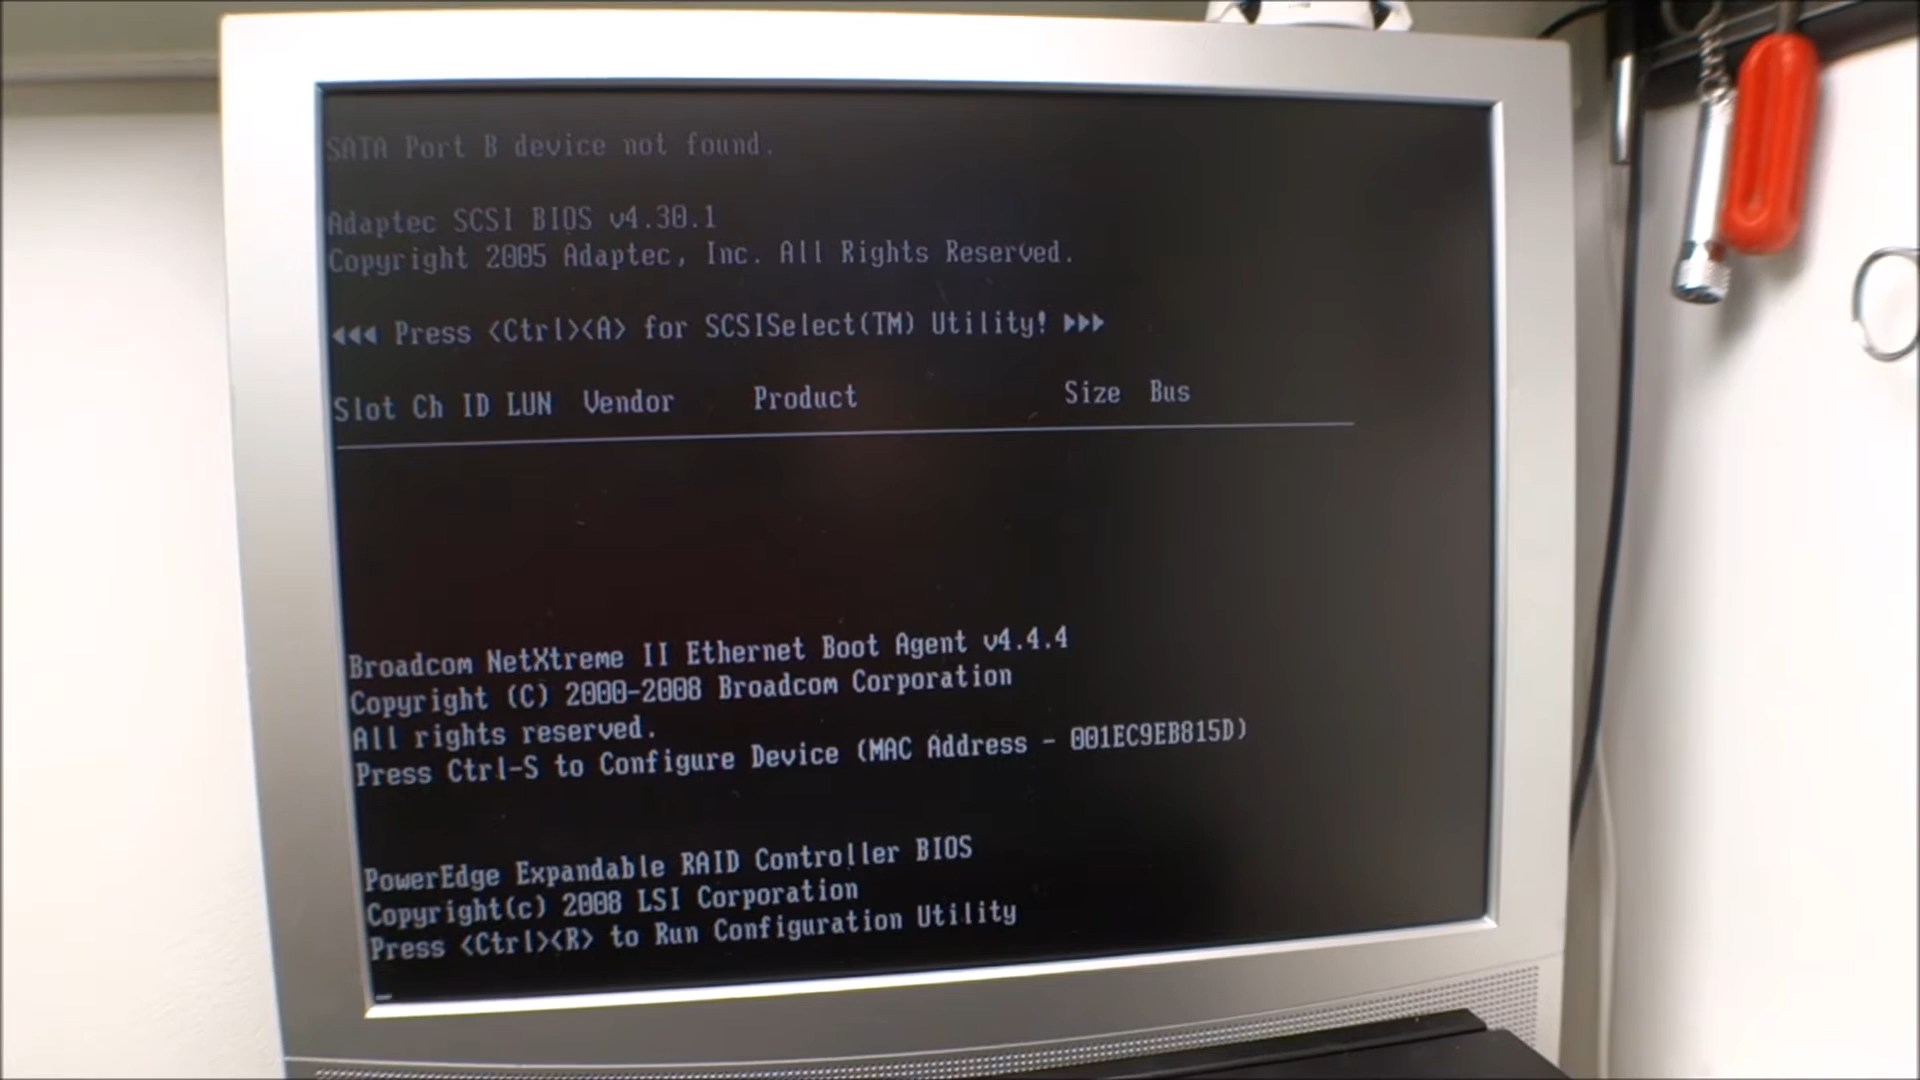 SATA Port B device not found.
Adaptec SCSI BIOS v4.30.1
Copyright 2005 Adaptec, Inc. All Rights Reserved.
◄◄◄ Press <Ctrl><A> for SCSISelect(TM) Utility! ►►►
Slot Ch ID LUN Vendor Product Size Bus
Broadcom NetXtreme II Ethernet Boot Agent v4.4.4
Copyright (C) 2000-2008 Broadcom Corporation
All rights reserved.
Press Ctrl-S to Configure Device (MAC Address - 001EC9EB815D)
PowerEdge Expandable RAID Controller BIOS
Copyright(c) 2008 LSI Corporation
Press <Ctrl><R> to Run Configuration Utility